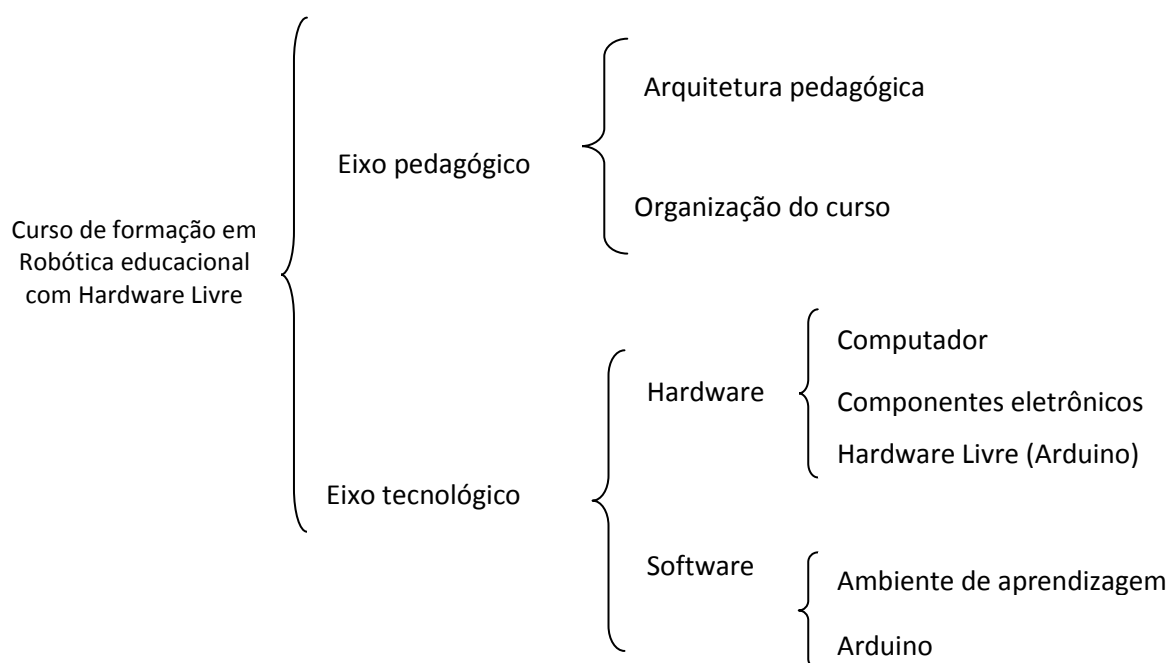 Curso de formação em
Robótica educacional
com Hardware Livre
Eixo pedagógico
Arquitetura pedagógica
Organização do curso
Eixo tecnológico
Hardware
Computador
Componentes eletrônicos
Hardware Livre (Arduino)
Software
Ambiente de aprendizagem
Arduino